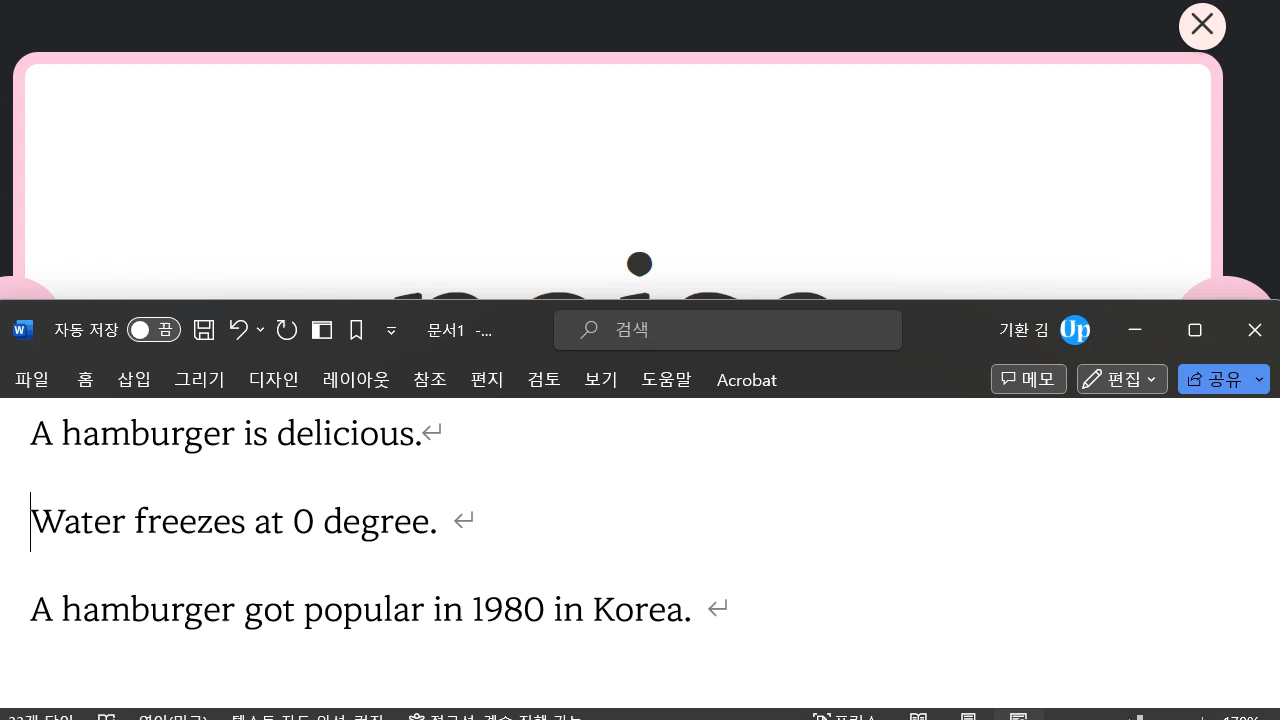 자동 저장 끔
문서1 -...
검색
기환 김
Up
파일 홈 삽입 그리기 디자인 레이아웃 참조 편지 검토 보기 도움말 Acrobat
메모 편집 공유
A hamburger is delicious.
Water freezes at 0 degree.
A hamburger got popular in 1980 in Korea.